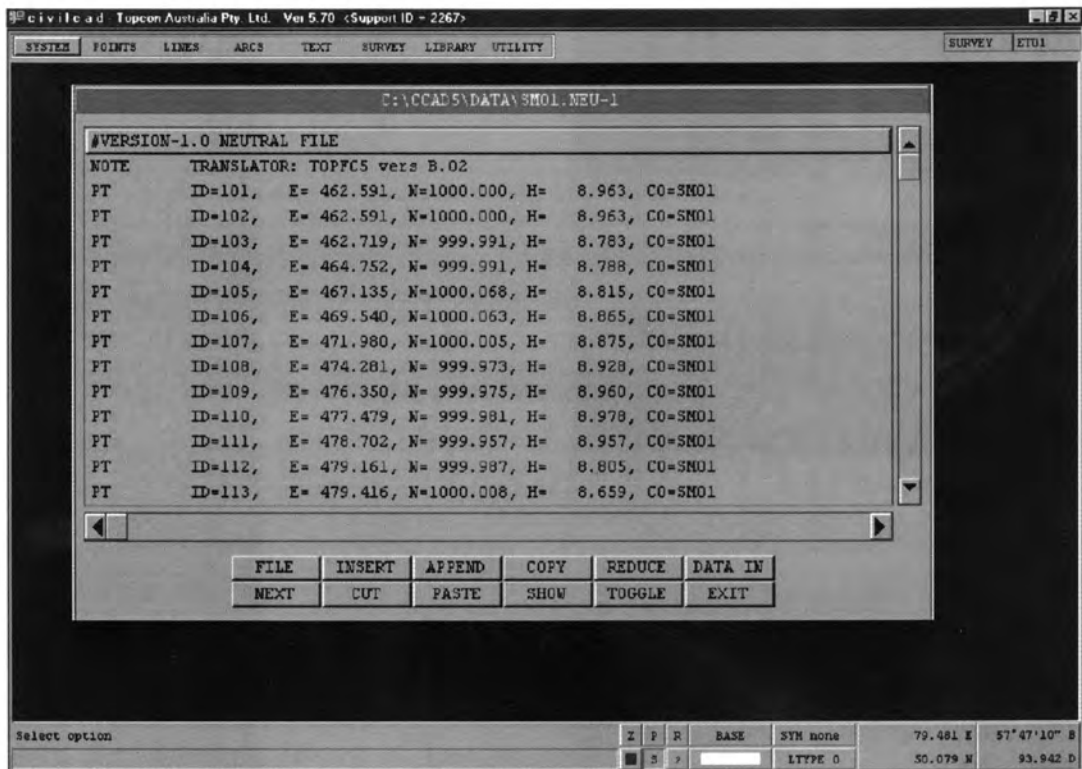 civilcad Topcon Australia Pty. Ltd. Ver 5.70 <Support ID = 2267>
SYSTEM POINTS LINES ARCS TEXT SURVEY LIBRARY UTILITY SURVEY ET01
C:\CCAD5\DATA\SM01.NEU-1
#VERSION-1.0 NEUTRAL FILE
NOTE TRANSLATOR: TOPFC5 vers B.02
PT ID=101, E= 462.591, N=1000.000, H= 8.963, CO=SM01
PT ID=102, E= 462.591, N=1000.000, H= 8.963, CO=SM01
PT ID=103, E= 462.719, N= 999.991, H= 8.783, CO=SM01
PT ID=104, E= 464.752, N= 999.991, H= 8.788, CO=SM01
PT ID=105, E= 467.135, N=1000.068, H= 8.815, CO=SM01
PT ID=106, E= 469.540, N=1000.063, H= 8.865, CO=SM01
PT ID=107, E= 471.980, N=1000.005, H= 8.875, CO=SM01
PT ID=108, E= 474.281, N= 999.973, H= 8.928, CO=SM01
PT ID=109, E= 476.350, N= 999.975, H= 8.960, CO=SM01
PT ID=110, E= 477.479, N= 999.981, H= 8.978, CO=SM01
PT ID=111, E= 478.702, N= 999.957, H= 8.957, CO=SM01
PT ID=112, E= 479.161, N= 999.987, H= 8.805, CO=SM01
PT ID=113, E= 479.416, N=1000.008, H= 8.659, CO=SM01
FILE INSERT APPEND COPY REDUCE DATA IN
NEXT CUT PASTE SHOW TOGGLE EXIT
Select option Z P R BASE SYM none 79.481 E 57°47'10" B
S ? LTYPE 0 50.079 N 93.942 D